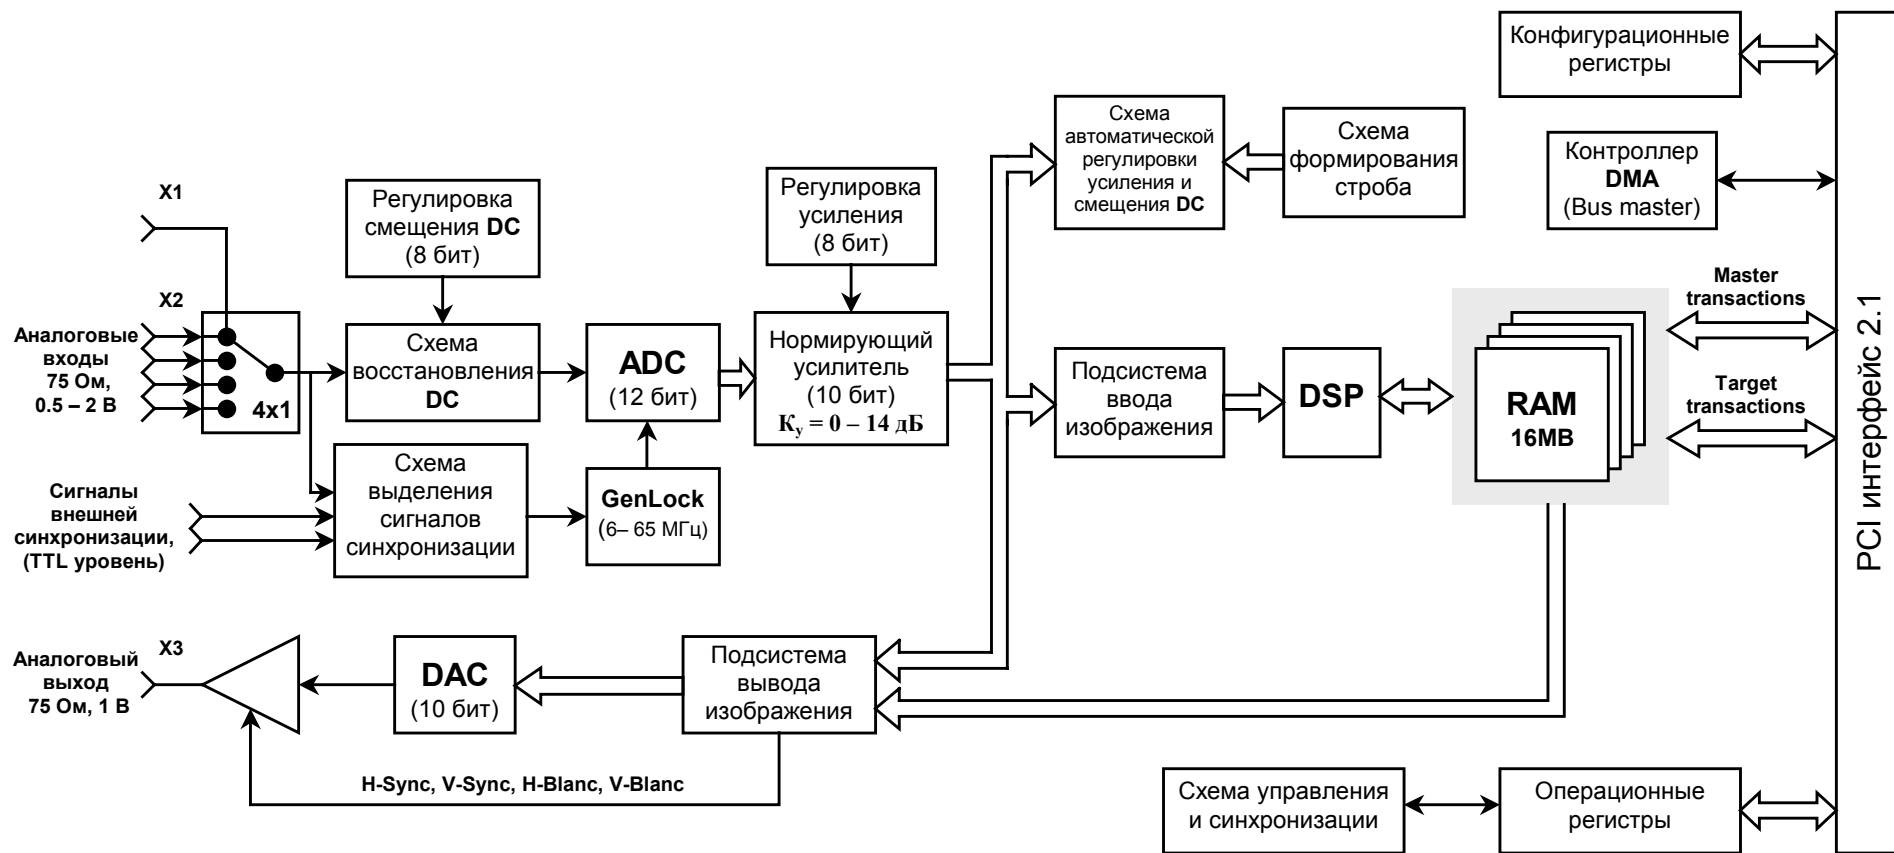 Конфигурационные
регистры
Контроллер
DMA
(Bus master)
Схема
автоматической
регулировки
усиления и
смещения DC
Схема
формирования
строба
X1
Регулировка
смещения DC
(8 бит)
Регулировка
усиления
(8 бит)
X2
Аналоговые
входы
75 Ом,
0.5 – 2 В
4x1
Схема
восстановления
DC
ADC
(12 бит)
Нормирующий
усилитель
(10 бит)
Kу = 0 – 14 дБ
Подсистема
ввода
изображения
DSP
RAM
16MB
Master
transactions
Target
transactions
PCI интерфейс 2.1
Сигналы
внешней
синхронизации,
(TTL уровень)
Схема
выделения
сигналов
синхронизации
GenLock
(6– 65 МГц)
X3
Аналоговый
выход
75 Ом, 1 В
DAC
(10 бит)
Подсистема
вывода
изображения
H-Sync, V-Sync, H-Blanc, V-Blanc
Схема управления
и синхронизации
Операционные
регистры